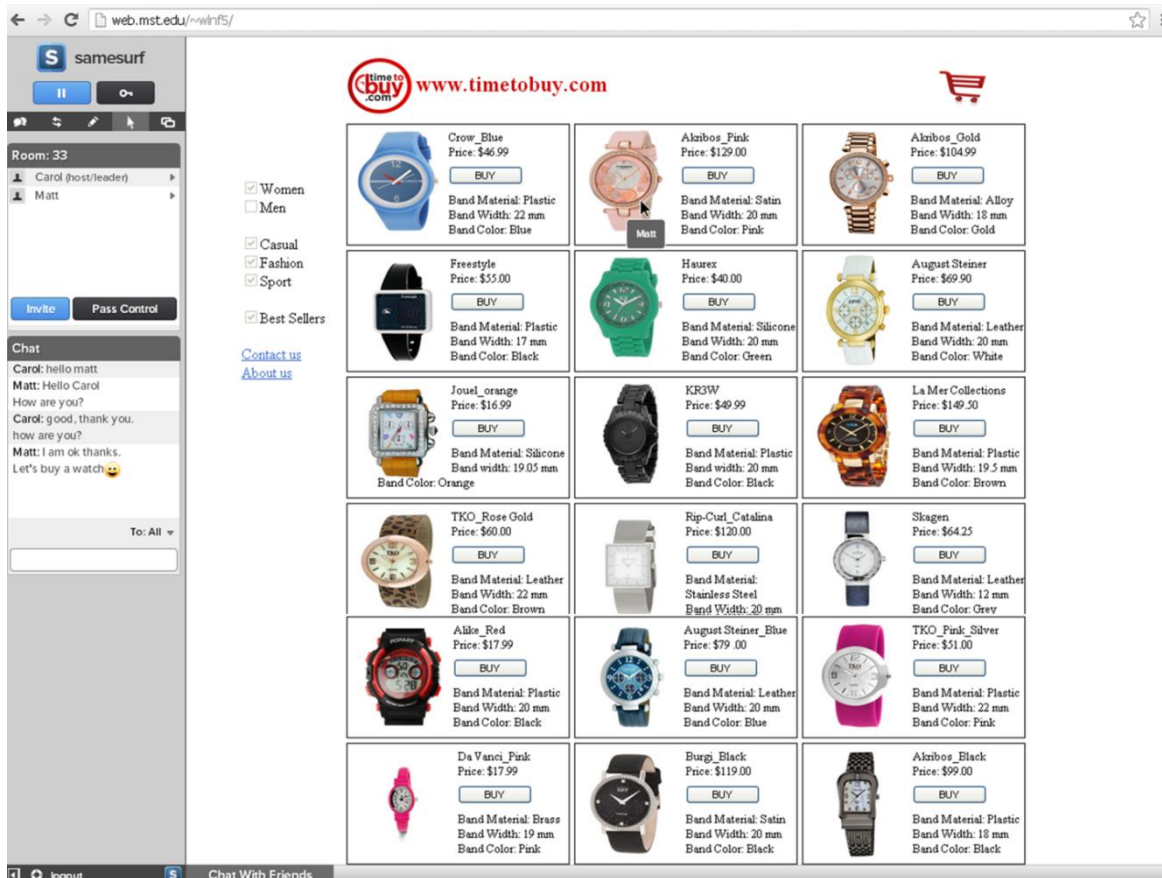 web.mst.edu/~wlnf5/
S samesurf
Room: 33
Carol (host/leader)
Matt
Invite Pass Control
Chat
Carol: hello matt
Matt: Hello Carol
How are you?
Carol: good, thank you.
how are you?
Matt: I am ok thanks.
Let's buy a watch😀
To: All
logout S
Chat With Friends
Women
Men
Casual
Fashion
Sport
Best Sellers
Contact us
About us
time to
buy
.com
www.timetobuy.com
Crow_Blue
Price: $46.99
BUY
Band Material: Plastic
Band Width: 22 mm
Band Color: Blue
Akribos_Pink
Price: $129.00
BUY
Band Material: Satin
Band Width: 20 mm
Band Color: Pink
Matt
Akribos_Gold
Price: $104.99
BUY
Band Material: Alloy
Band Width: 18 mm
Band Color: Gold
Freestyle
Price: $55.00
BUY
Band Material: Plastic
Band Width: 17 mm
Band Color: Black
Haurex
Price: $40.00
BUY
Band Material: Silicone
Band Width: 20 mm
Band Color: Green
August Steiner
Price: $69.90
BUY
Band Material: Leather
Band Width: 20 mm
Band Color: White
Jouel_orange
Price: $16.99
BUY
Band Material: Silicone
Band width: 19.05 mm
Band Color: Orange
KR3W
Price: $49.99
BUY
Band Material: Plastic
Band width: 20 mm
Band Color: Black
La Mer Collections
Price: $149.50
BUY
Band Material: Plastic
Band Width: 19.5 mm
Band Color: Brown
TKO_Rose Gold
Price: $60.00
BUY
Band Material: Leather
Band Width: 22 mm
Band Color: Brown
Rip-Curl_Catalina
Price: $120.00
BUY
Band Material:
Stainless Steel
Band Width: 20 mm
Skagen
Price: $64.25
BUY
Band Material: Leather
Band Width: 12 mm
Band Color: Grey
Alike_Red
Price: $17.99
BUY
Band Material: Plastic
Band Width: 20 mm
Band Color: Black
August Steiner_Blue
Price: $79 .00
BUY
Band Material: Leather
Band Width: 20 mm
Band Color: Blue
TKO_Pink_Silver
Price: $51.00
BUY
Band Material: Plastic
Band Width: 22 mm
Band Color: Pink
Da Vanci_Pink
Price: $17.99
BUY
Band Material: Brass
Band Width: 19 mm
Band Color: Pink
Burgi_Black
Price: $119.00
BUY
Band Material: Satin
Band Width: 20 mm
Band Color: Black
Akribos_Black
Price: $99.00
BUY
Band Material: Plastic
Band Width: 18 mm
Band Color: Black